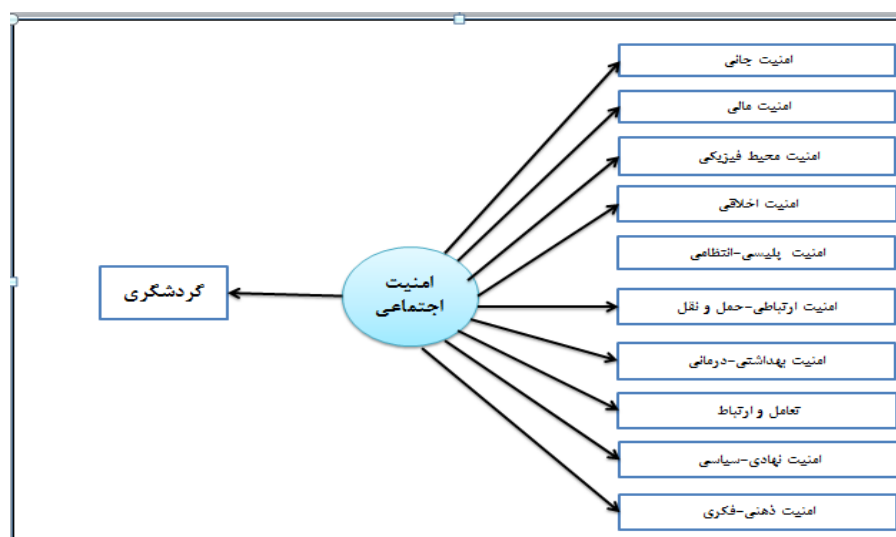 امنیت جانی
امنیت مالی
امنیت محیط فیزیکی
امنیت اخلاقی
امنیت پلیسی-انتظامی
امنیت ارتباطی-حمل و نقل
امنیت بهداشتی-درمانی
تعامل و ارتباط
امنیت نهادی-سیاسی
امنیت ذهنی-فکری
امنیت
اجتماعی
گردشگری